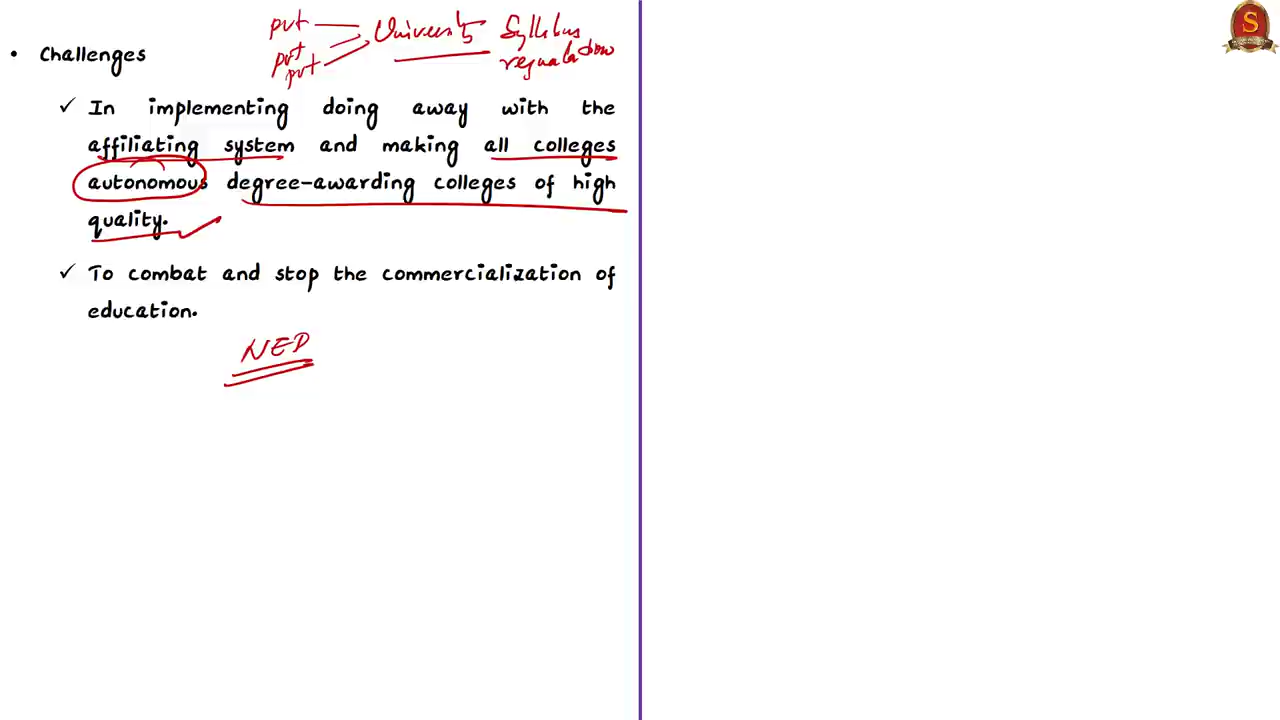 pvt University Syllabus
pvt
pvt
• Challenges
✓ In implementing doing away with the
affiliating system and making all colleges
autonomous degree-awarding colleges of high
quality.
✓ To combat and stop the commercialization of
education.
NEP
S